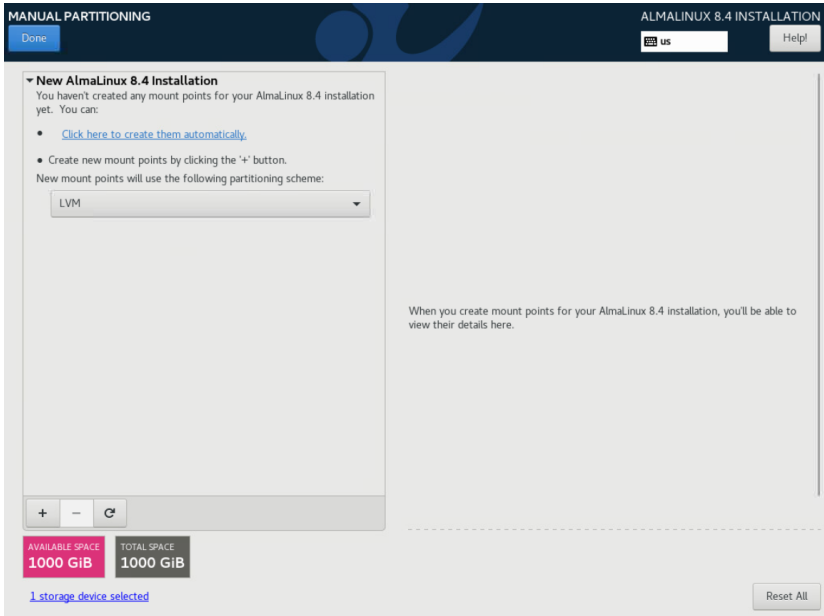 MANUAL PARTITIONING
ALMALINUX 8.4 INSTALLATION
Done
us
Help!
New AlmaLinux 8.4 Installation
You haven't created any mount points for your AlmaLinux 8.4 installation
yet. You can:
• Click here to create them automatically.
• Create new mount points by clicking the '+' button.
New mount points will use the following partitioning scheme:
LVM
When you create mount points for your AlmaLinux 8.4 installation, you'll be able to
view their details here.
+ −
AVAILABLE SPACE
1000 GiB
TOTAL SPACE
1000 GiB
1 storage device selected
Reset All